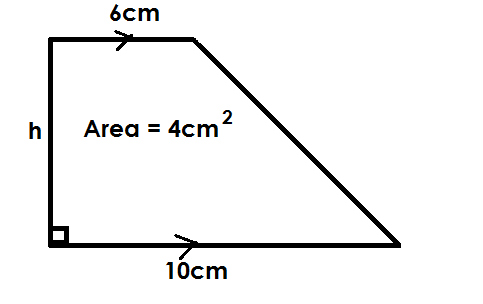 6cm
h
Area = 4cm²
10cm